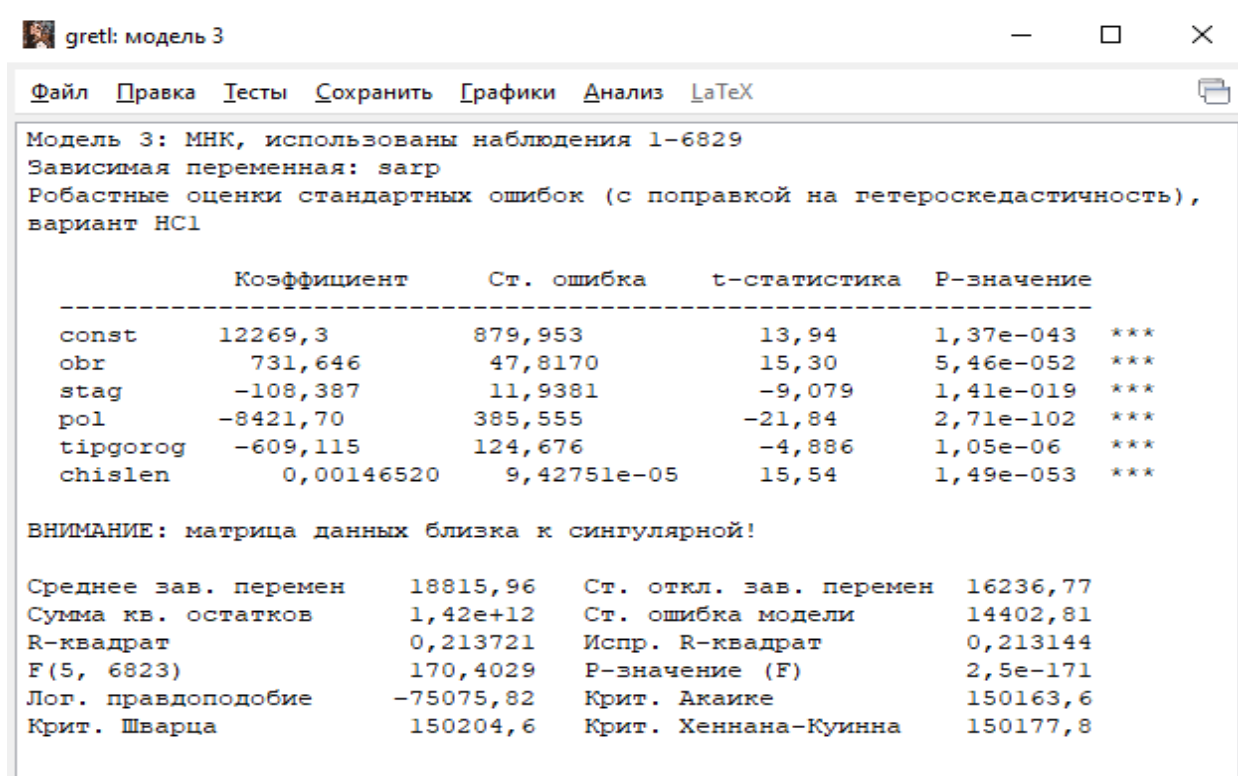 gretl: модель 3
Файл Правка Тесты Сохранить Графики Анализ LaTeX
Модель 3: МНК, использованы наблюдения 1-6829
Зависимая переменная: sarp
Робастные оценки стандартных ошибок (с поправкой на гетероскедастичность),
вариант HC1
Коэффициент Ст. ошибка t-статистика P-значение
---------------------------------------------------------------
const 12269,3 879,953 13,94 1,37e-043 ***
obr 731,646 47,8170 15,30 5,46e-052 ***
stag -108,387 11,9381 -9,079 1,41e-019 ***
pol -8421,70 385,555 -21,84 2,71e-102 ***
tipgorog -609,115 124,676 -4,886 1,05e-06 ***
chislen 0,00146520 9,42751e-05 15,54 1,49e-053 ***
ВНИМАНИЕ: матрица данных близка к сингулярной!
Среднее зав. перемен 18815,96 Ст. откл. зав. перемен 16236,77
Сумма кв. остатков 1,42e+12 Ст. ошибка модели 14402,81
R-квадрат 0,213721 Испр. R-квадрат 0,213144
F(5, 6823) 170,4029 P-значение (F) 2,5e-171
Лог. правдоподобие -75075,82 Крит. Акаике 150163,6
Крит. Шварца 150204,6 Крит. Хеннана-Куинна 150177,8